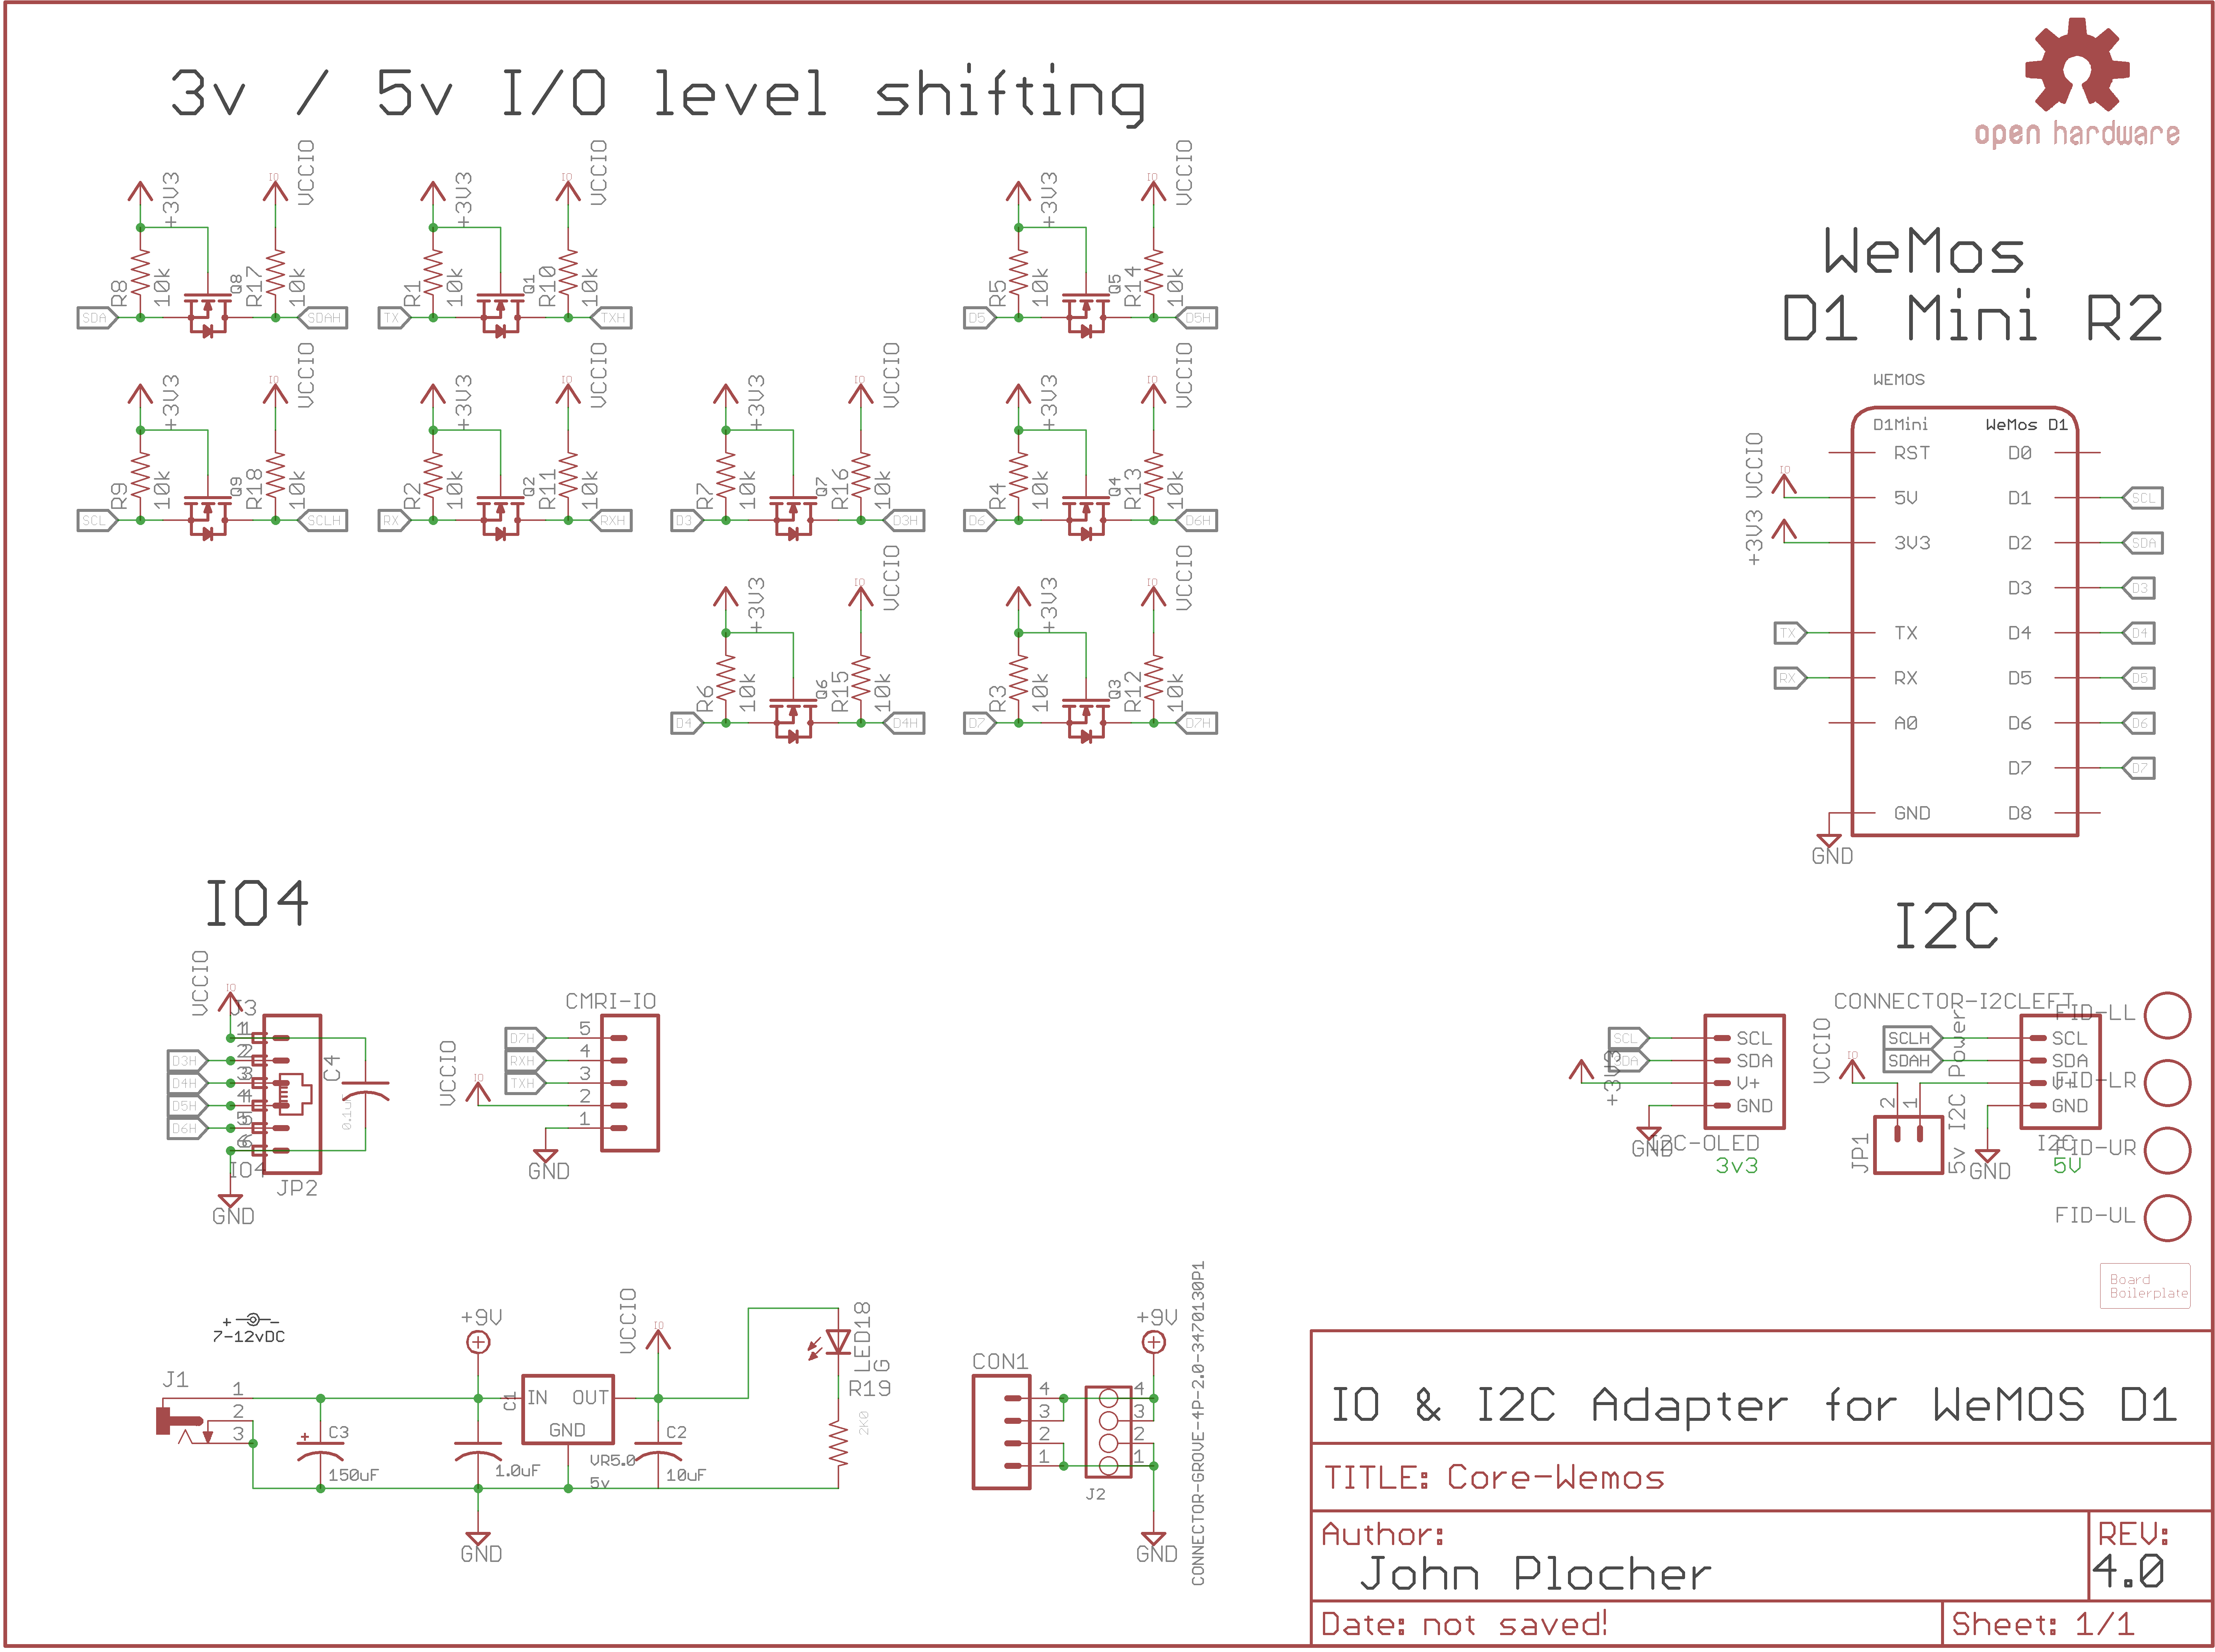 3v / 5v I/O level shifting
open hardware
+3V3
IO
VCCIO
R8
10k
Q8
R17
10k
SDA
SDAH
+3V3
IO
VCCIO
R1
10k
Q1
R10
10k
TX
TXH
+3V3
IO
VCCIO
R5
10k
Q5
R14
10k
D5
D5H
+3V3
IO
VCCIO
R9
10k
Q9
R18
10k
SCL
SCLH
+3V3
IO
VCCIO
R2
10k
Q2
R11
10k
RX
RXH
+3V3
IO
VCCIO
R7
10k
Q7
R16
10k
D3
D3H
+3V3
IO
VCCIO
R4
10k
Q4
R13
10k
D6
D6H
+3V3
IO
VCCIO
R6
10k
Q6
R15
10k
D4
D4H
+3V3
IO
VCCIO
R3
10k
Q3
R12
10k
D7
D7H
WeMos
D1 Mini R2
WEMOS
D1Mini WeMos D1
RST D0
VCCIO
IO
5V D1 SCL
+3V3
3V3 D2 SDA
D3 D3
TX TX D4 D4
RX RX D5 D5
A0 D6 D6
D7 D7
GND D8
GND
IO4
VCCIO
IO
J3
1 1
D3H 2 2
D4H 3 3
D5H 4 4
D6H 5 5
6 6
IO4
JP2
C4
0.1uF
GND
CMRI-IO
D7H 5
RXH 4
TXH 3
VCCIO
IO
2
1
GND
I2C
SCL SCL
SDA SDA
+3V3
V+
GND
GND
I2C-OLED
3v3
CONNECTOR-I2CLEFT
VCCIO
IO
SCLH SCL
SDAH SDA
V+
GND
2 1
JP1
5v I2C Power
GND
I2C
5V
FID-LL
FID-LR
FID-UR
FID-UL
Board
Boilerplate
+ -
7-12vDC
J1
1
2
3
C3
150uF
+9V
C1
1.0uF
IN OUT
GND
VR5.0
5v
GND
VCCIO
IO
C2
10uF
LED18
G
R19
2K0
CON1
4
3
2
1
J2
4
3
2
1
+9V
GND
CONNECTOR-GROVE-4P-2.0-3470130P1
IO & I2C Adapter for WeMOS D1
TITLE: Core-Wemos
Author:
John Plocher
REV:
4.0
Date: not saved!
Sheet: 1/1